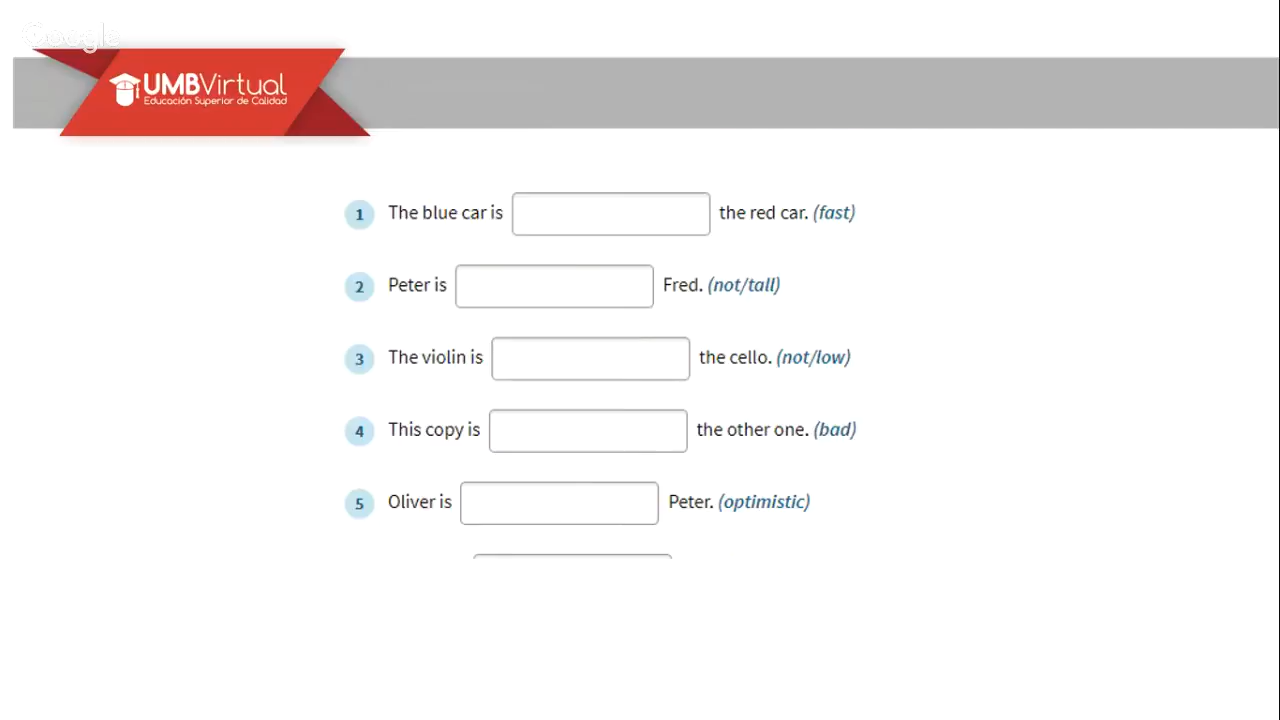 Google
UMBVirtual
Educación Superior de Calidad
1 The blue car is the red car. (fast)
2 Peter is Fred. (not/tall)
3 The violin is the cello. (not/low)
4 This copy is the other one. (bad)
5 Oliver is Peter. (optimistic)